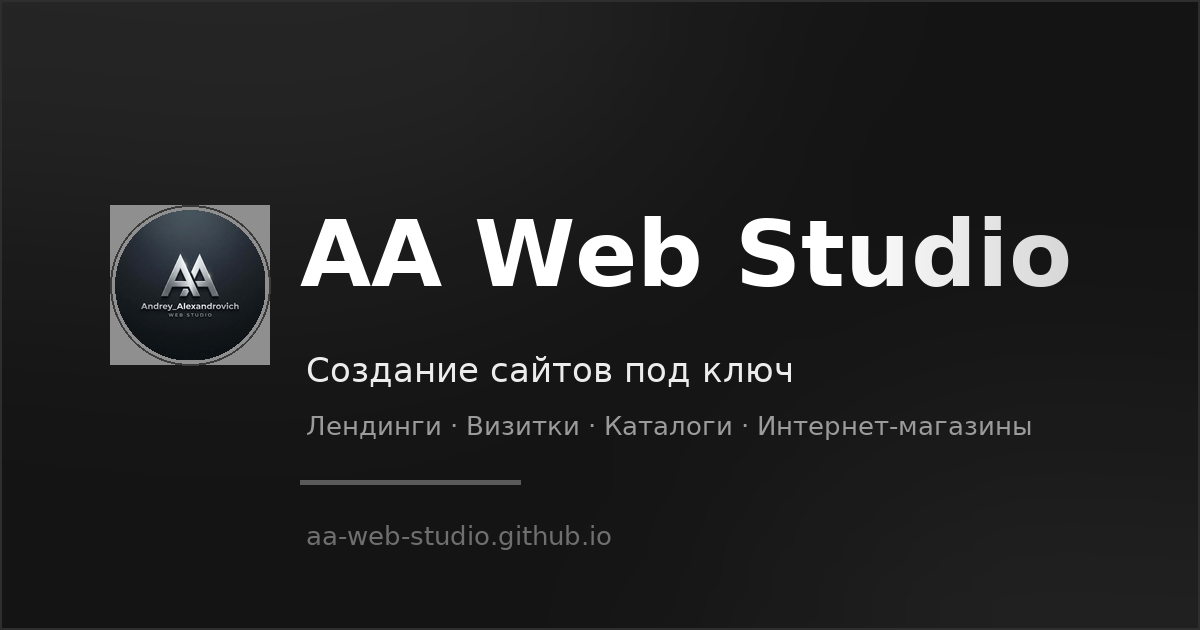 AA Web Studio
AA
Andrey_Alexandrovich
WEB STUDIO
Создание сайтов под ключ
Лендинги · Визитки · Каталоги · Интернет-магазины
aa-web-studio.github.io